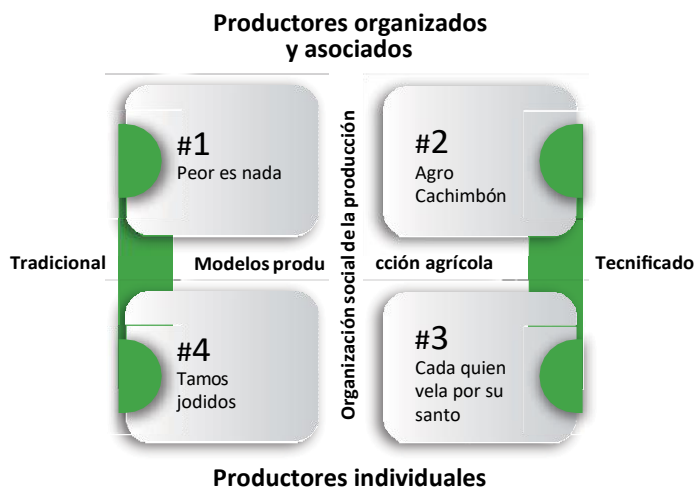 Productores organizados
y asociados
#1
Peor es nada
#2
Agro
Cachimbón
Organización social de la producción
Tradicional
Modelos produ cción agrícola
Tecnificado
#4
Tamos
jodidos
#3
Cada quien
vela por su
santo
Productores individuales